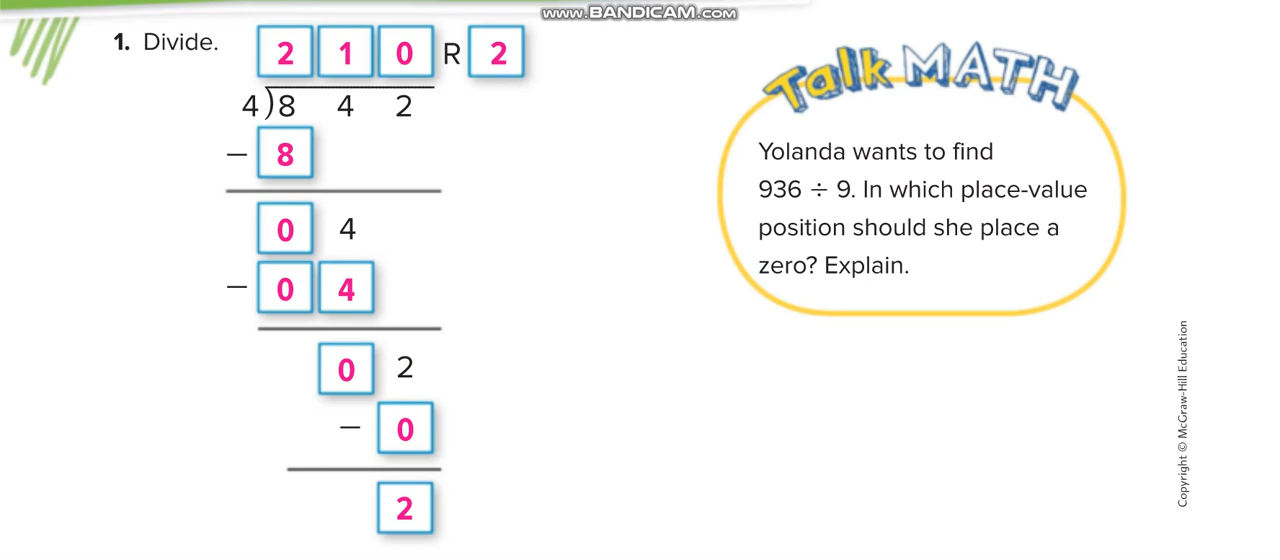 www.BANDICAM.com
1. Divide.
2 1 0 R 2
4)8 4 2
− 8
0 4
− 0 4
0 2
− 0
2
Talk MATH
Yolanda wants to find
936 ÷ 9. In which place-value
position should she place a
zero? Explain.
Copyright © McGraw-Hill Education